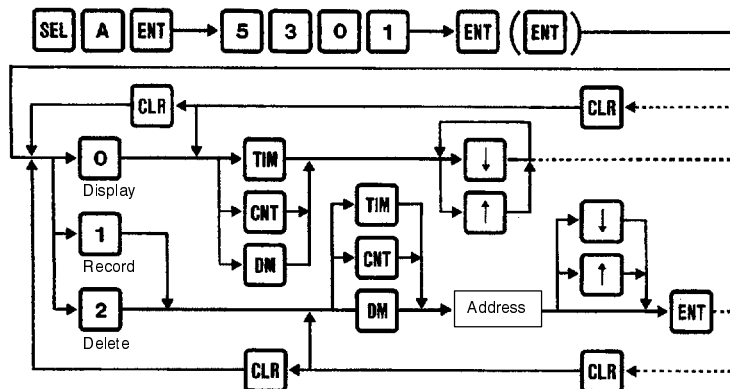 SEL A ENT 5 3 0 1 ENT (ENT)
CLR CLR
0 TIM ↓
Display
CNT TIM ↑ ↓
1
Record
DM CNT ↑
2 DM Address ENT
Delete
CLR CLR